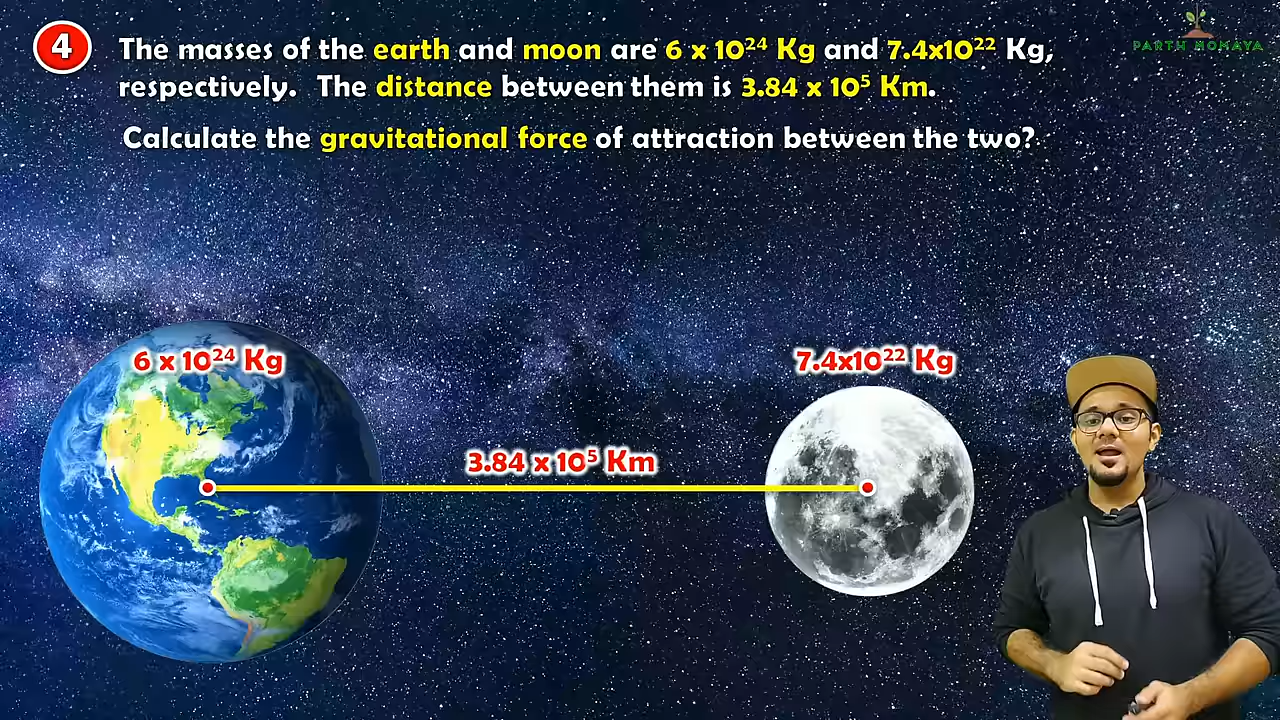 4
PARTH MOMAYA
The masses of the earth and moon are 6 x 10²⁴ Kg and 7.4x10²² Kg,
respectively. The distance between them is 3.84 x 10⁵ Km.
Calculate the gravitational force of attraction between the two?
6 x 10²⁴ Kg
7.4x10²² Kg
3.84 x 10⁵ Km